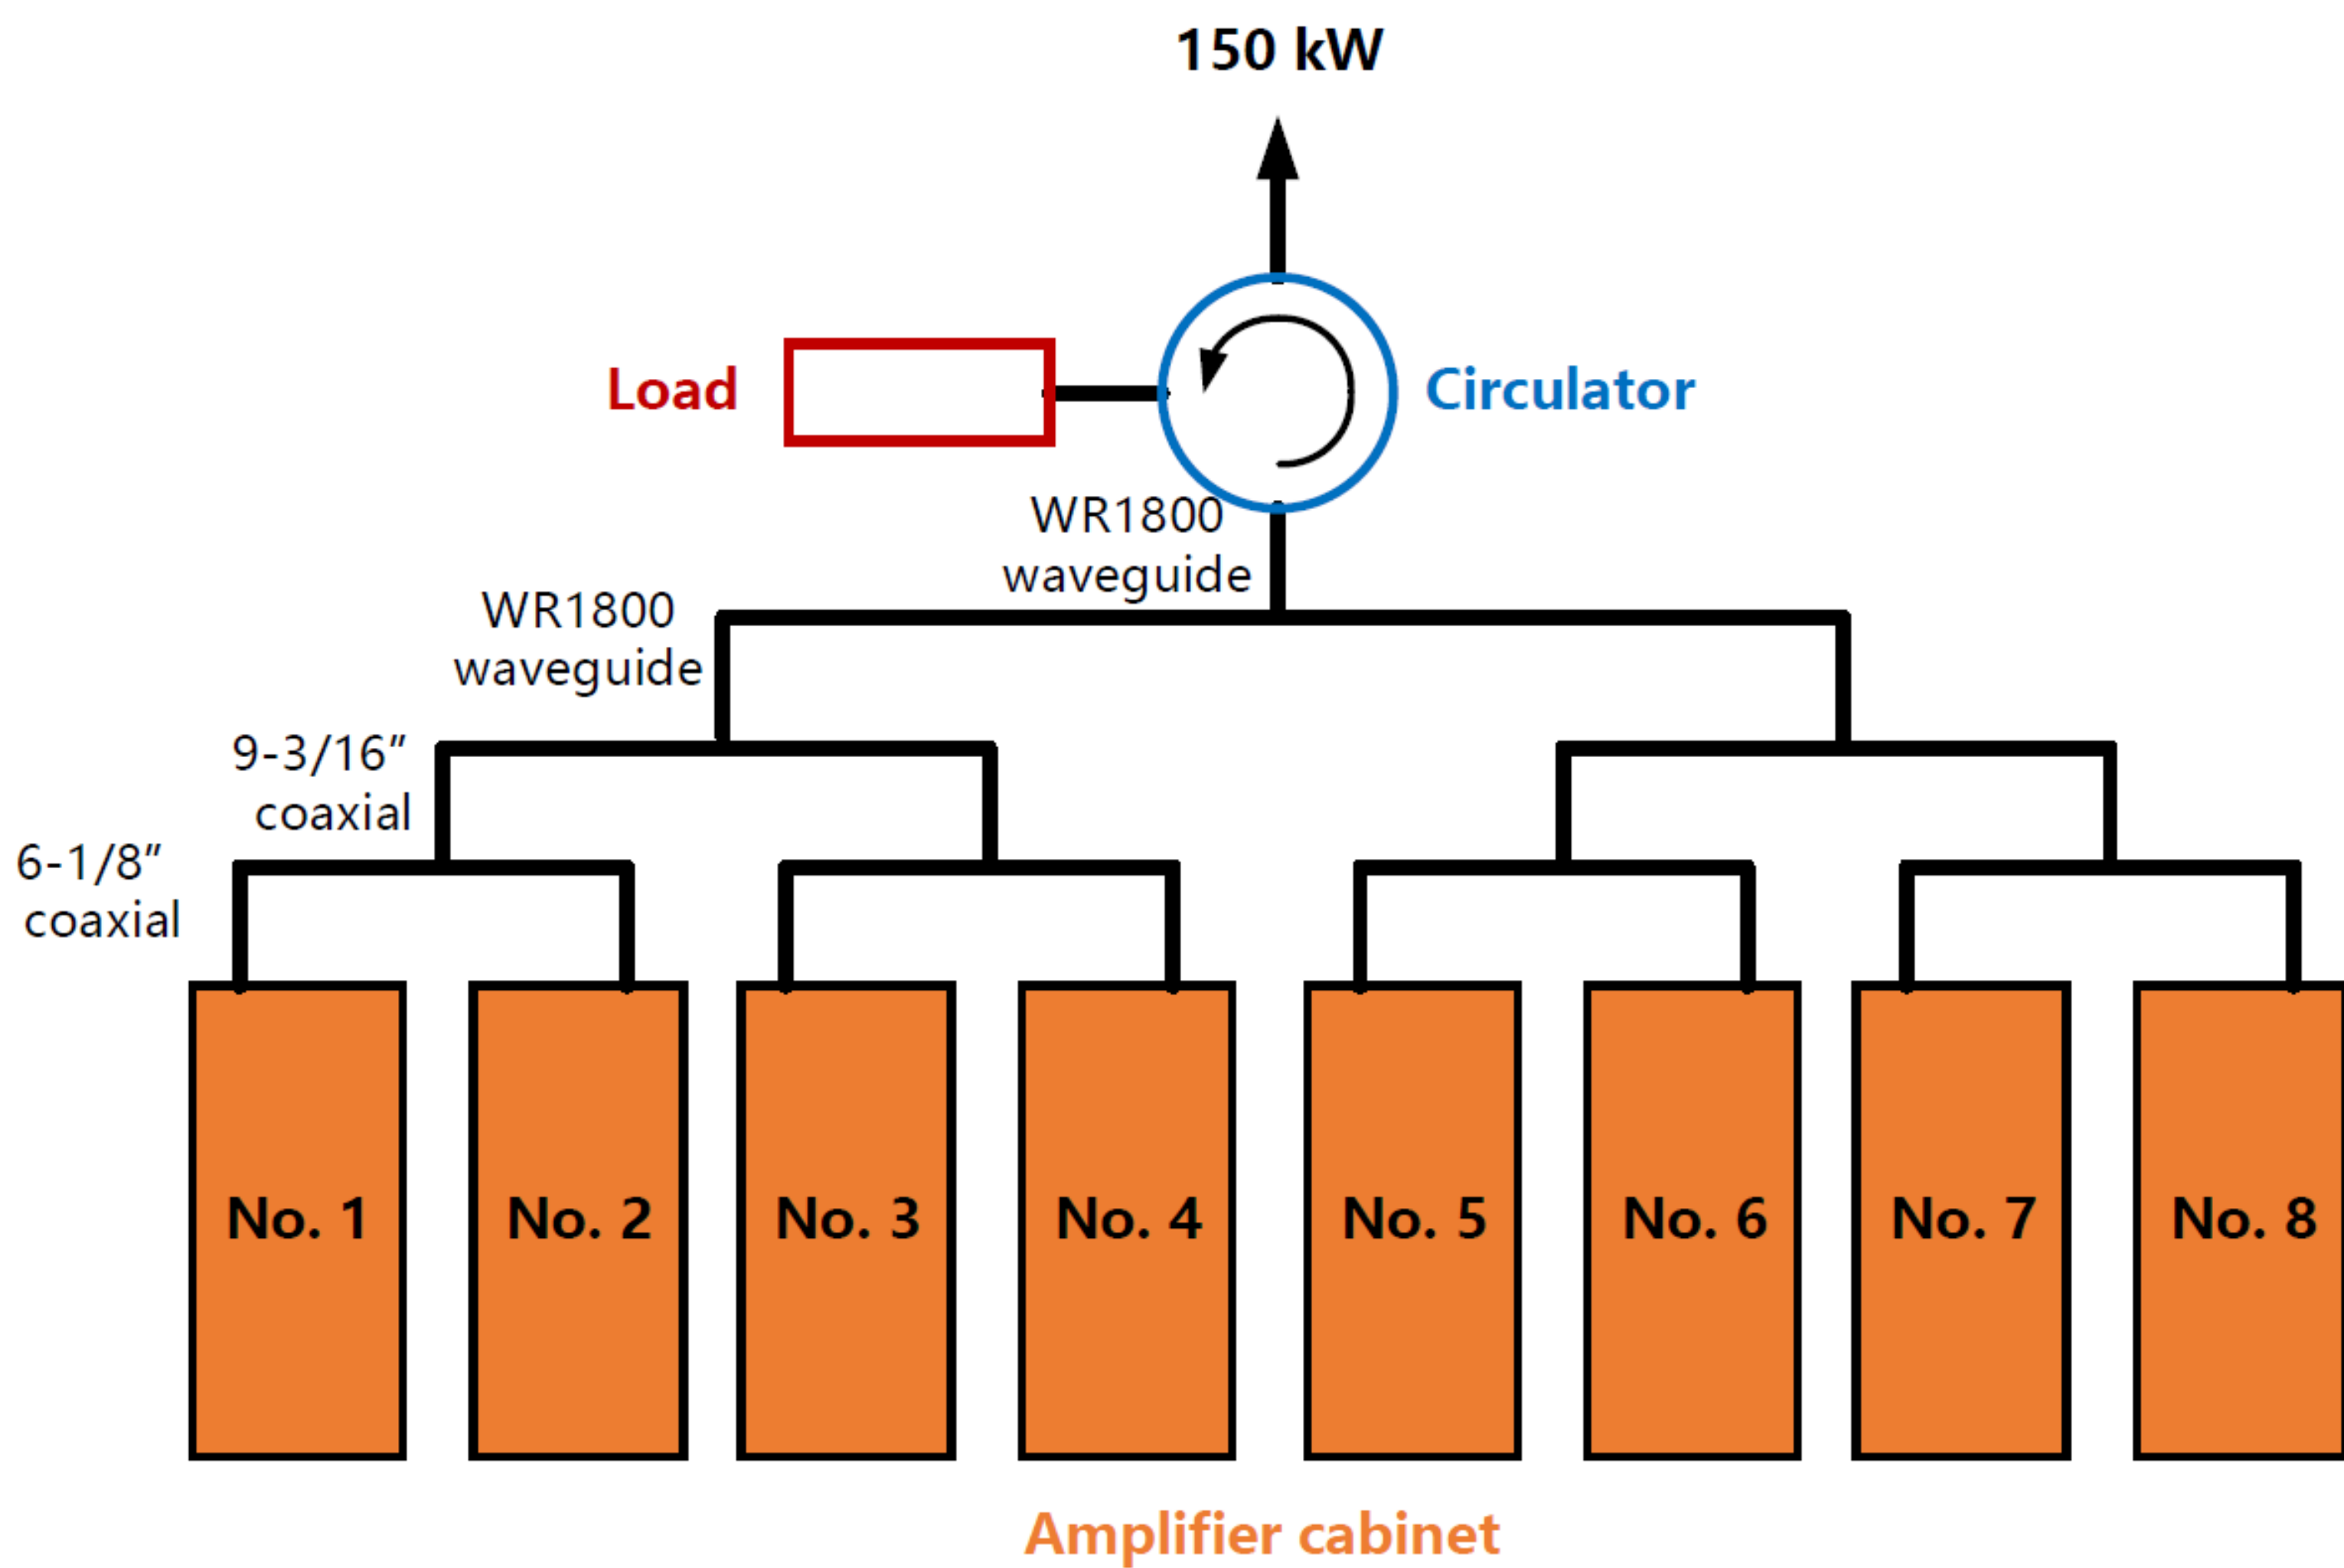 150 kW
Load
Circulator
WR1800
waveguide
WR1800
waveguide
9-3/16″
coaxial
6-1/8″
coaxial
No. 1
No. 2
No. 3
No. 4
No. 5
No. 6
No. 7
No. 8
Amplifier cabinet